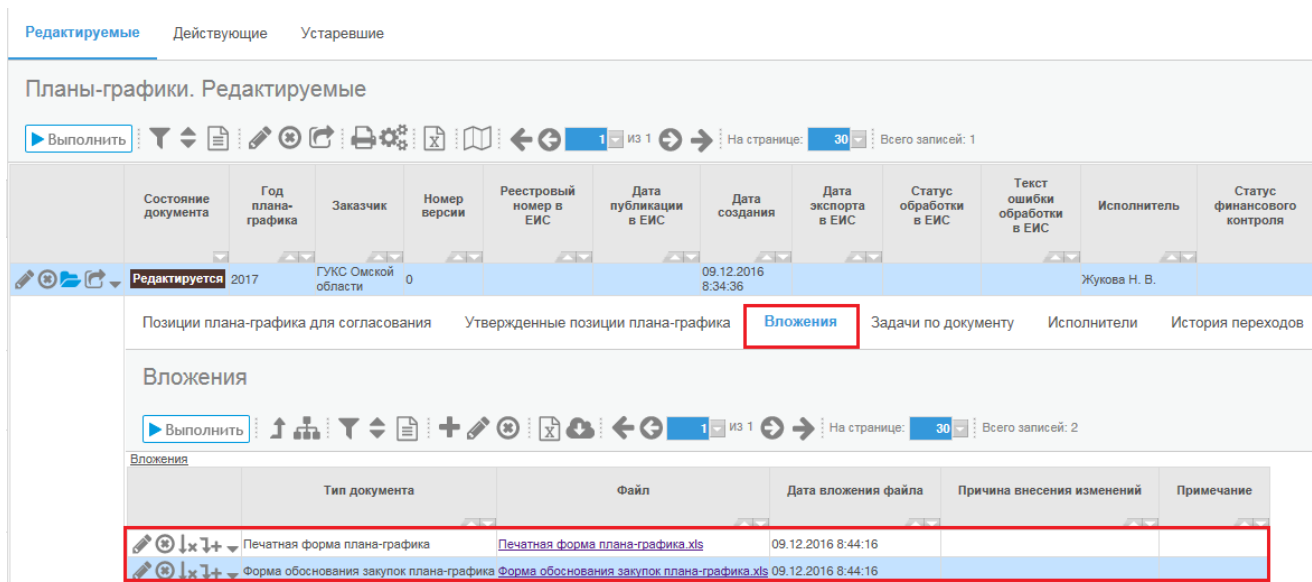 Редактируемые Действующие Устаревшие
Планы-графики. Редактируемые
Выполнить 1 из 1 На странице: 30 Всего записей: 1
Состояние документа Год плана-графика Заказчик Номер версии Реестровый номер в ЕИС Дата публикации в ЕИС Дата создания Дата экспорта в ЕИС Статус обработки в ЕИС Текст ошибки обработки в ЕИС Исполнитель Статус финансового контроля
Редактируется 2017 ГУКС Омской области 0 09.12.2016 8:34:36 Жукова Н. В.
Позиции плана-графика для согласования Утвержденные позиции плана-графика Вложения Задачи по документу Исполнители История переходов
Вложения
Выполнить 1 из 1 На странице: 30 Всего записей: 2
Вложения
Тип документа Файл Дата вложения файла Причина внесения изменений Примечание
Печатная форма плана-графика Печатная форма плана-графика.xls 09.12.2016 8:44:16
Форма обоснования закупок плана-графика Форма обоснования закупок плана-графика.xls 09.12.2016 8:44:16